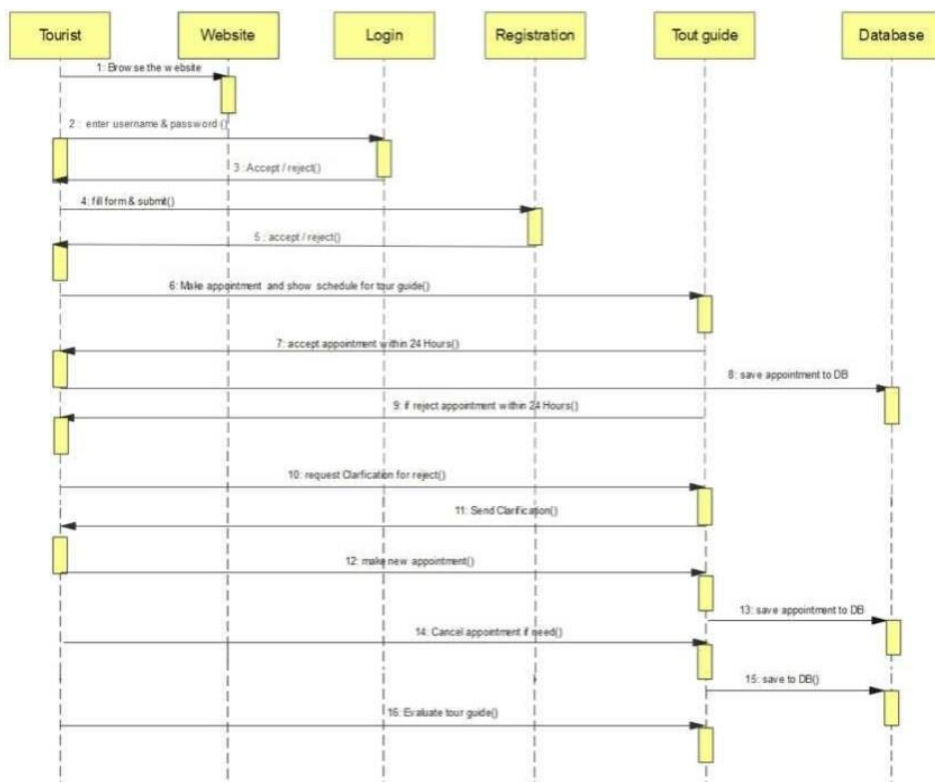 Tourist
Website
Login
Registration
Tout guide
Database
1: Browse the website
2 : enter username & password ()
3 : Accept / reject()
4: fill form & submit()
5 : accept / reject()
6: Make appointment and show schedule for tour guide()
7: accept appointment within 24 Hours()
8: save appointment to DB
9: if reject appointment within 24 Hours()
10: request Clarfication for reject()
11: Send Clarification()
12: make new appointment()
13: save appointment to DB
14: Cancel appointment if need()
15: save to DB()
16: Evaluate tour guide()